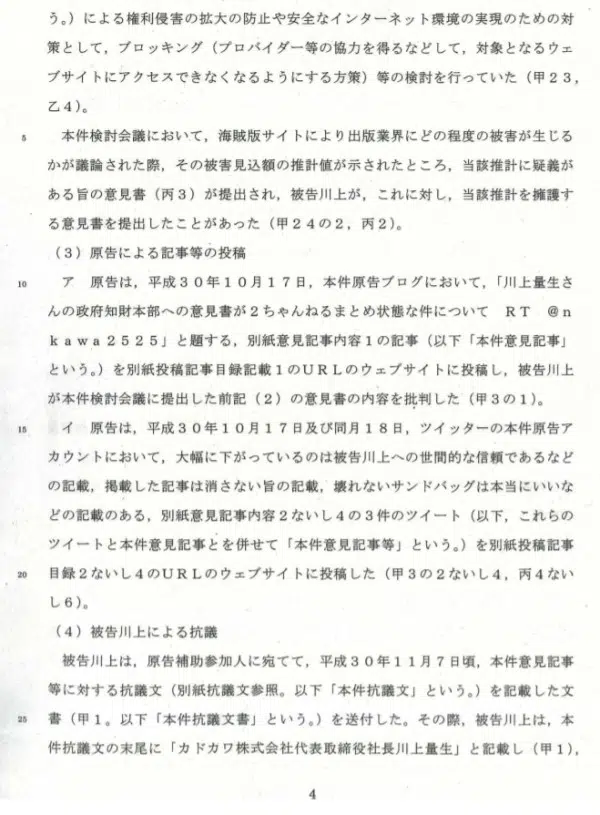 う。）による権利侵害の拡大の防止や安全なインターネット環境の実現のための対
策として，ブロッキング（プロバイダー等の協力を得るなどして，対象となるウェ
ブサイトにアクセスできなくなるようにする方策）等の検討を行っていた（甲２３，
乙４）。
5 本件検討会議において，海賊版サイトにより出版業界にどの程度の被害が生じる
かが議論された際，その被害見込額の推計値が示されたところ，当該推計に疑義が
ある旨の意見書（丙３）が提出され，被告川上が，これに対し，当該推計を擁護す
る意見書を提出したことがあった（甲２４の２，丙２）。
（３）原告による記事等の投稿
10 ア　原告は，平成３０年１０月１７日，本件原告ブログにおいて，「川上量生さ
んの政府知財本部への意見書が２ちゃんねるまとめ状態な件について　ＲＴ　＠ｎ
ｋａｗａ２５２５」と題する，別紙意見記事内容１の記事（以下「本件意見記事」
という。）を別紙投稿記事目録記載１のＵＲＬのウェブサイトに投稿し，被告川上
が本件検討会議に提出した前記（２）の意見書の内容を批判した（甲３の１）。
15 イ　原告は，平成３０年１０月１７日及び同月１８日，ツイッターの本件原告ア
カウントにおいて，大幅に下がっているのは被告川上への世間的な信頼であるなど
の記載，掲載した記事は消さない旨の記載，壊れないサンドバッグは本当にいいな
どの記載のある，別紙意見記事内容２ないし４の３件のツイート（以下，これらの
ツイートと本件意見記事とを併せて「本件意見記事等」という。）を別紙投稿記事
20 目録２ないし４のＵＲＬのウェブサイトに投稿した（甲３の２ないし４，丙４ない
し６）。
（４）被告川上による抗議
被告川上は，原告補助参加人に宛てて，平成３０年１１月７日頃，本件意見記事
等に対する抗議文（別紙抗議文参照。以下「本件抗議文」という。）を記載した文
25 書（甲１。以下「本件抗議文書」という。）を送付した。その際，被告川上は，本
件抗議文の末尾に「カドカワ株式会社代表取締役社長川上量生」と記載し（甲１），
4